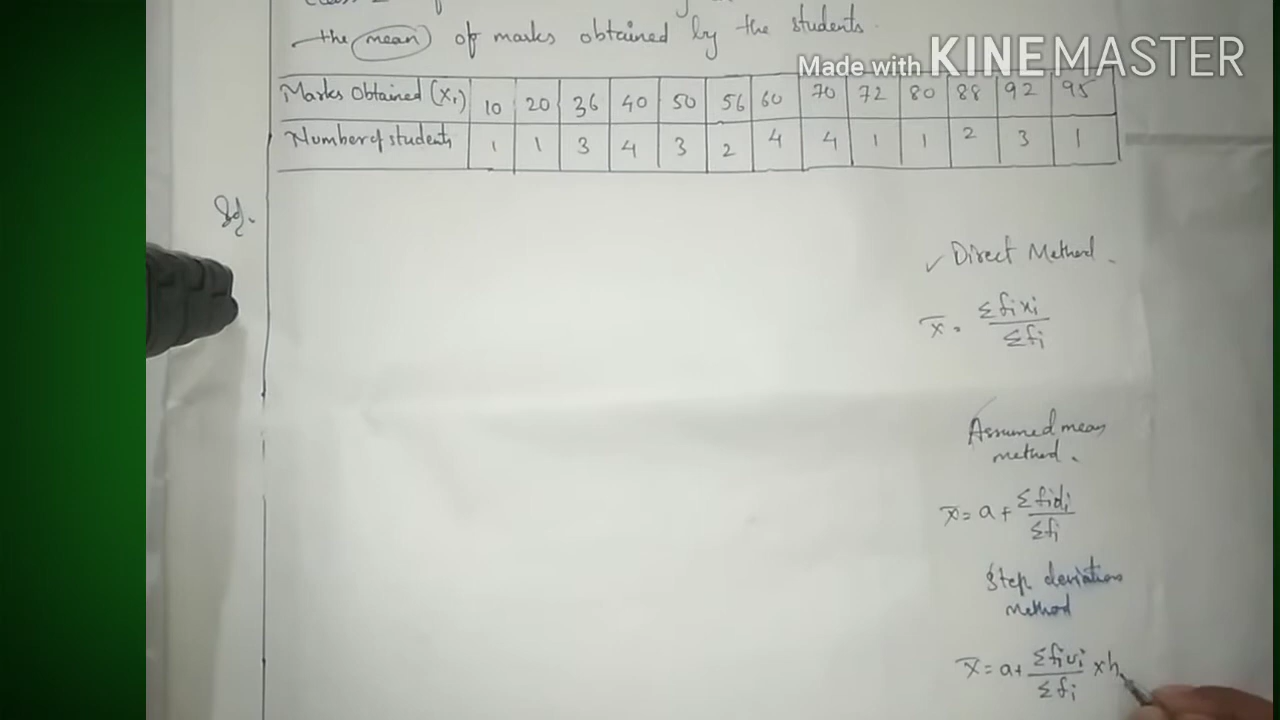 the mean of marks obtained by the students.
Made with KINEMASTER
Marks Obtained (xi) 10 20 36 40 50 56 60 70 72 80 88 92 95
Number of students 1 1 3 4 3 2 4 4 1 1 2 3 1
Sol.
✓ Direct Method.
x̄ = Σfixi / Σfi
Assumed mean
method.
x̄ = a + Σfidi / Σfi
Step deviation
Method
x̄ = a + Σfiui / Σfi × h